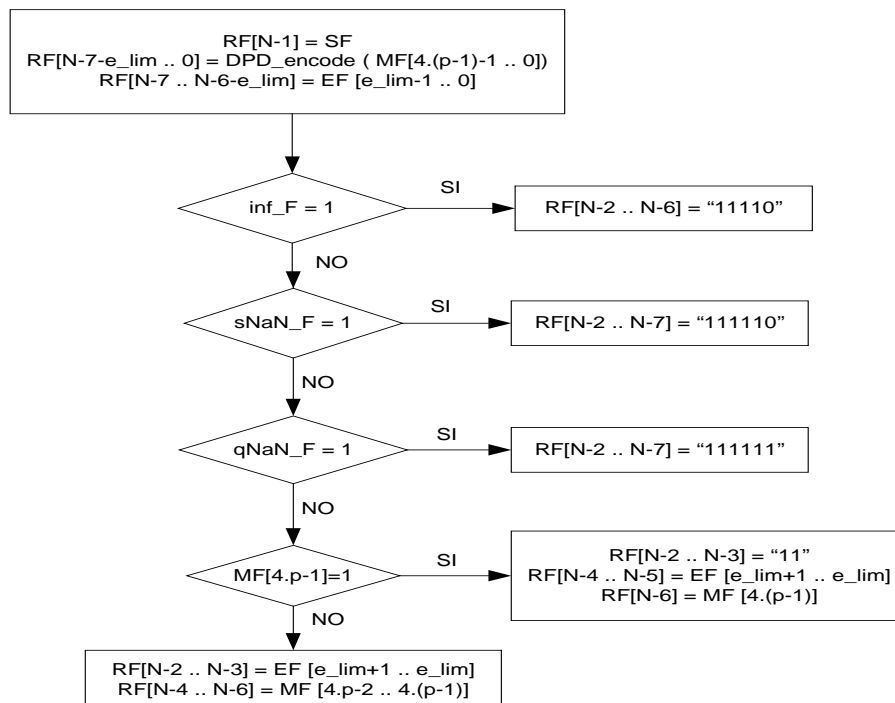 RF[N-1] = SF
RF[N-7-e_lim .. 0] = DPD_encode ( MF[4.(p-1)-1 .. 0])
RF[N-7 .. N-6-e_lim] = EF [e_lim-1 .. 0]
inf_F = 1
SI
RF[N-2 .. N-6] = “11110”
NO
sNaN_F = 1
SI
RF[N-2 .. N-7] = “111110”
NO
qNaN_F = 1
SI
RF[N-2 .. N-7] = “111111”
NO
MF[4.p-1]=1
SI
RF[N-2 .. N-3] = “11”
RF[N-4 .. N-5] = EF [e_lim+1 .. e_lim]
RF[N-6] = MF [4.(p-1)]
NO
RF[N-2 .. N-3] = EF [e_lim+1 .. e_lim]
RF[N-4 .. N-6] = MF [4.p-2 .. 4.(p-1)]